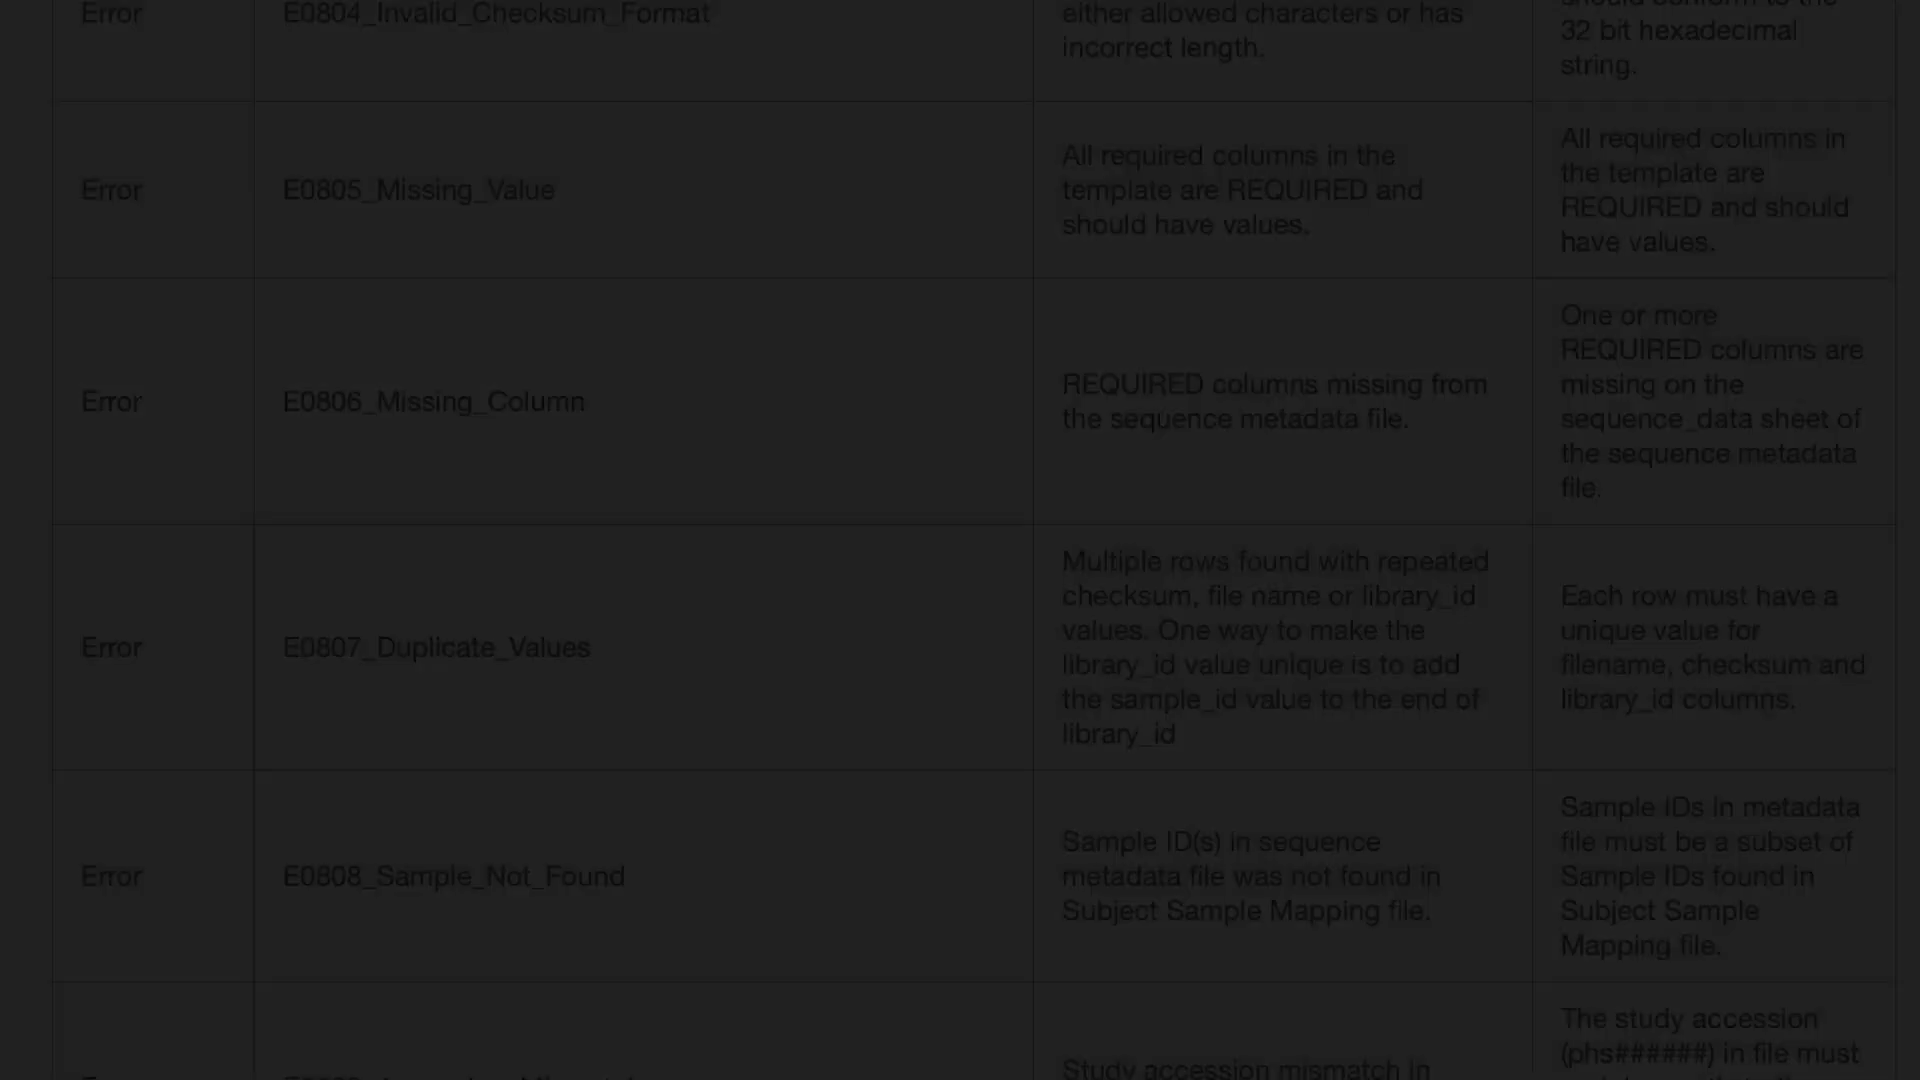 Error
E0804_Invalid_Checksum_Format
either allowed characters or has
incorrect length.
32 bit hexadecimal
string.
Error
E0805_Missing_Value
All required columns in the
template are REQUIRED and
should have values.
All required columns in
the template are
REQUIRED and should
have values.
Error
E0806_Missing_Column
REQUIRED columns missing from
the sequence metadata file.
One or more
REQUIRED columns are
missing on the
sequence_data sheet of
the sequence metadata
file.
Error
E0807_Duplicate_Values
Multiple rows found with repeated
checksum, file name or library_id
values. One way to make the
library_id value unique is to add
the sample_id value to the end of
library_id
Each row must have a
unique value for
filename, checksum and
library_id columns.
Error
E0808_Sample_Not_Found
Sample ID(s) in sequence
metadata file was not found in
Subject Sample Mapping file.
Sample IDs in metadata
file must be a subset of
Sample IDs found in
Subject Sample
Mapping file.
Study accession mismatch in
The study accession
(phs######) in file must